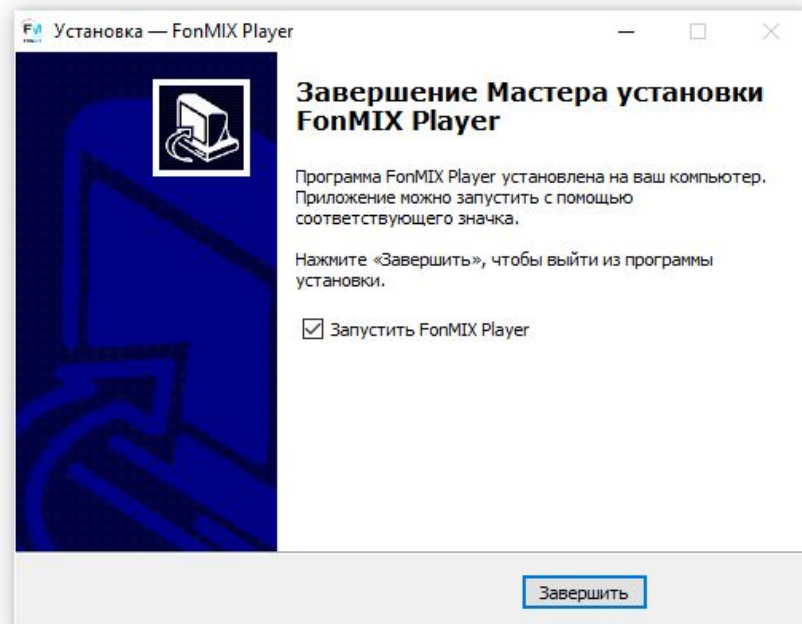 Установка — FonMIX Player
Завершение Мастера установки
FonMIX Player
Программа FonMIX Player установлена на ваш компьютер.
Приложение можно запустить с помощью
соответствующего значка.
Нажмите «Завершить», чтобы выйти из программы
установки.
Запустить FonMIX Player
Завершить